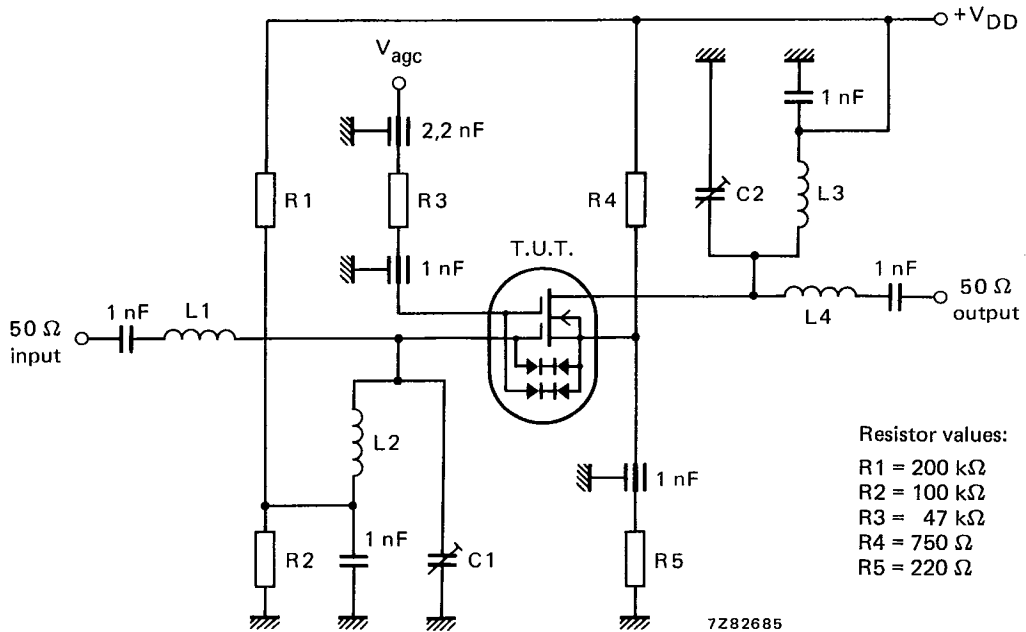 +V DD
V agc
2,2 nF
1 nF
R1
R3
R4
C2
L3
1 nF
T.U.T.
1 nF
50 Ω
input
1 nF
L1
L4
50 Ω
output
L2
1 nF
R2
1 nF
C1
R5
Resistor values:
R1 = 200 kΩ
R2 = 100 kΩ
R3 = 47 kΩ
R4 = 750 Ω
R5 = 220 Ω
7Z82685